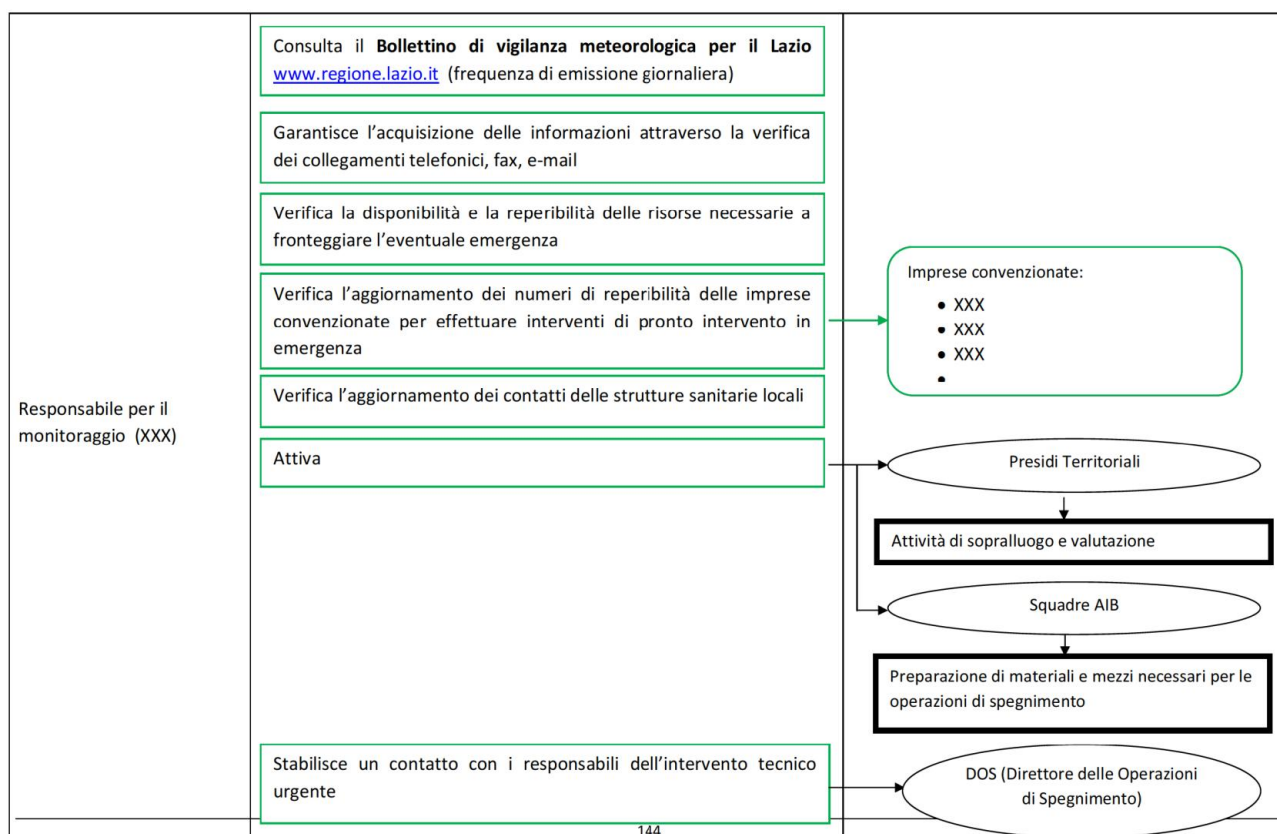 Consulta il Bollettino di vigilanza meteorologica per il Lazio
www.regione.lazio.it (frequenza di emissione giornaliera)
Garantisce l’acquisizione delle informazioni attraverso la verifica
dei collegamenti telefonici, fax, e-mail
Verifica la disponibilità e la reperibilità delle risorse necessarie a
fronteggiare l’eventuale emergenza
Verifica l’aggiornamento dei numeri di reperibilità delle imprese
convenzionate per effettuare interventi di pronto intervento in
emergenza
Imprese convenzionate:
• XXX
• XXX
• XXX
•
Verifica l’aggiornamento dei contatti delle strutture sanitarie locali
Responsabile per il
monitoraggio (XXX)
Attiva
Presidi Territoriali
Attività di sopralluogo e valutazione
Squadre AIB
Preparazione di materiali e mezzi necessari per le
operazioni di spegnimento
Stabilisce un contatto con i responsabili dell’intervento tecnico
urgente
DOS (Direttore delle Operazioni
di Spegnimento)
144